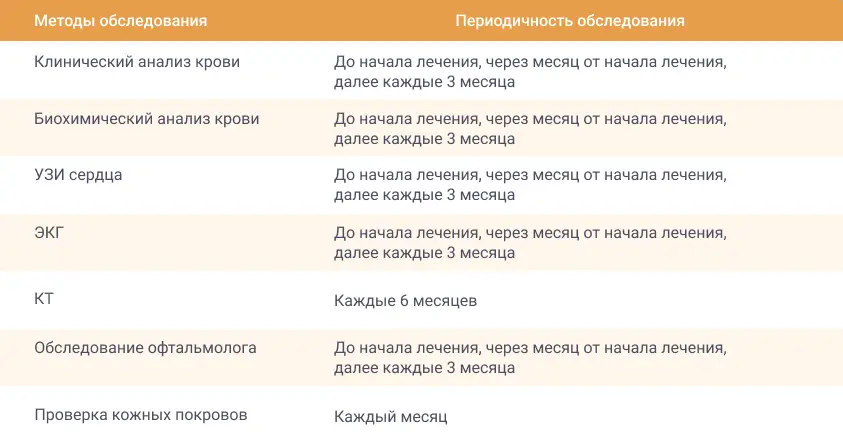 Методы обследования
Периодичность обследования
Клинический анализ крови
До начала лечения, через месяц от начала лечения,
далее каждые 3 месяца
Биохимический анализ крови
До начала лечения, через месяц от начала лечения,
далее каждые 3 месяца
УЗИ сердца
До начала лечения, через месяц от начала лечения,
далее каждые 3 месяца
ЭКГ
До начала лечения, через месяц от начала лечения,
далее каждые 3 месяца
КТ
Каждые 6 месяцев
Обследование офтальмолога
До начала лечения, через месяц от начала лечения,
далее каждые 3 месяца
Проверка кожных покровов
Каждый месяц